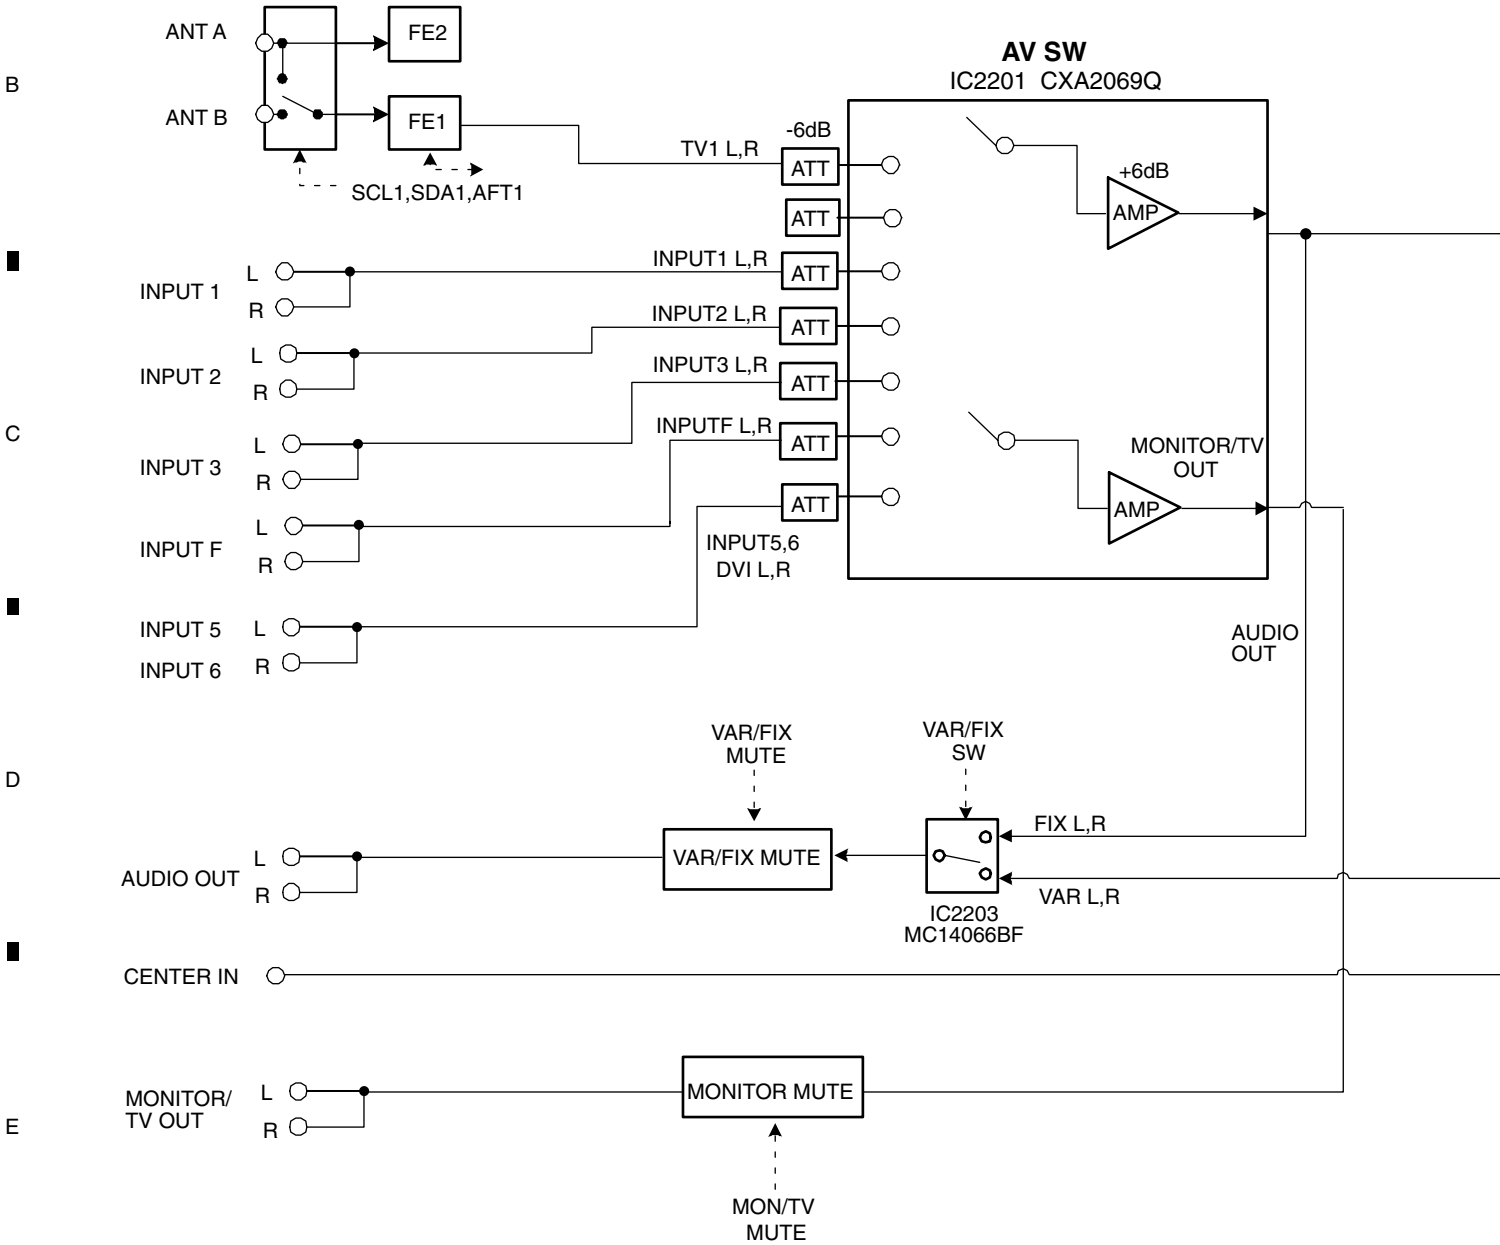 ANT A
FE2
B
ANT B
FE1
SCL1,SDA1,AFT1
AV SW
IC2201 CXA2069Q
-6dB
TV1 L,R
ATT
+6dB
AMP
ATT
INPUT 1
L
R
INPUT1 L,R
ATT
INPUT 2
L
R
INPUT2 L,R
ATT
INPUT3 L,R
ATT
C
INPUT 3
L
R
INPUTF L,R
ATT
MONITOR/TV
OUT
AMP
INPUT F
L
R
ATT
INPUT5,6
DVI L,R
INPUT 5
L
INPUT 6
R
AUDIO
OUT
D
VAR/FIX
MUTE
VAR/FIX
SW
FIX L,R
AUDIO OUT
L
R
VAR/FIX MUTE
VAR L,R
IC2203
MC14066BF
CENTER IN
E
MONITOR/
TV OUT
L
R
MONITOR MUTE
MON/TV
MUTE